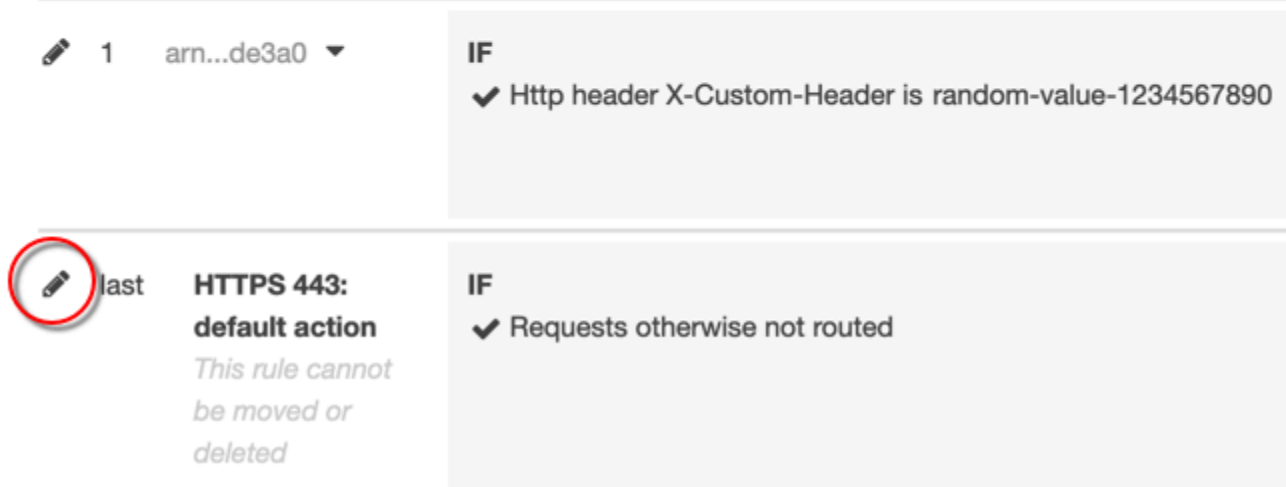 1 arn...de3a0 IF
Http header X-Custom-Header is random-value-1234567890
last HTTPS 443: IF
default action Requests otherwise not routed
This rule cannot
be moved or
deleted